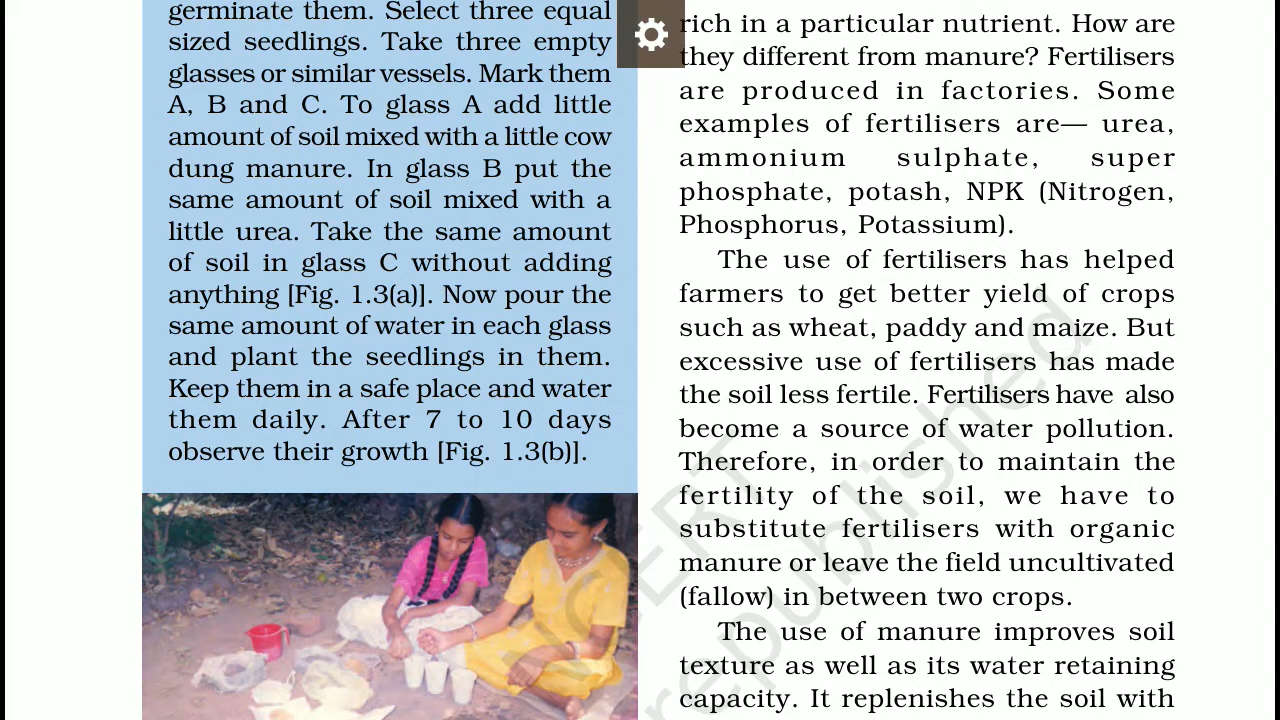 germinate them. Select three equal
sized seedlings. Take three empty
glasses or similar vessels. Mark them
A, B and C. To glass A add little
amount of soil mixed with a little cow
dung manure. In glass B put the
same amount of soil mixed with a
little urea. Take the same amount
of soil in glass C without adding
anything [Fig. 1.3(a)]. Now pour the
same amount of water in each glass
and plant the seedlings in them.
Keep them in a safe place and water
them daily. After 7 to 10 days
observe their growth [Fig. 1.3(b)].
rich in a particular nutrient. How are
they different from manure? Fertilisers
are produced in factories. Some
examples of fertilisers are— urea,
ammonium sulphate, super
phosphate, potash, NPK (Nitrogen,
Phosphorus, Potassium).
The use of fertilisers has helped
farmers to get better yield of crops
such as wheat, paddy and maize. But
excessive use of fertilisers has made
the soil less fertile. Fertilisers have also
become a source of water pollution.
Therefore, in order to maintain the
fertility of the soil, we have to
substitute fertilisers with organic
manure or leave the field uncultivated
(fallow) in between two crops.
The use of manure improves soil
texture as well as its water retaining
capacity. It replenishes the soil with
republished